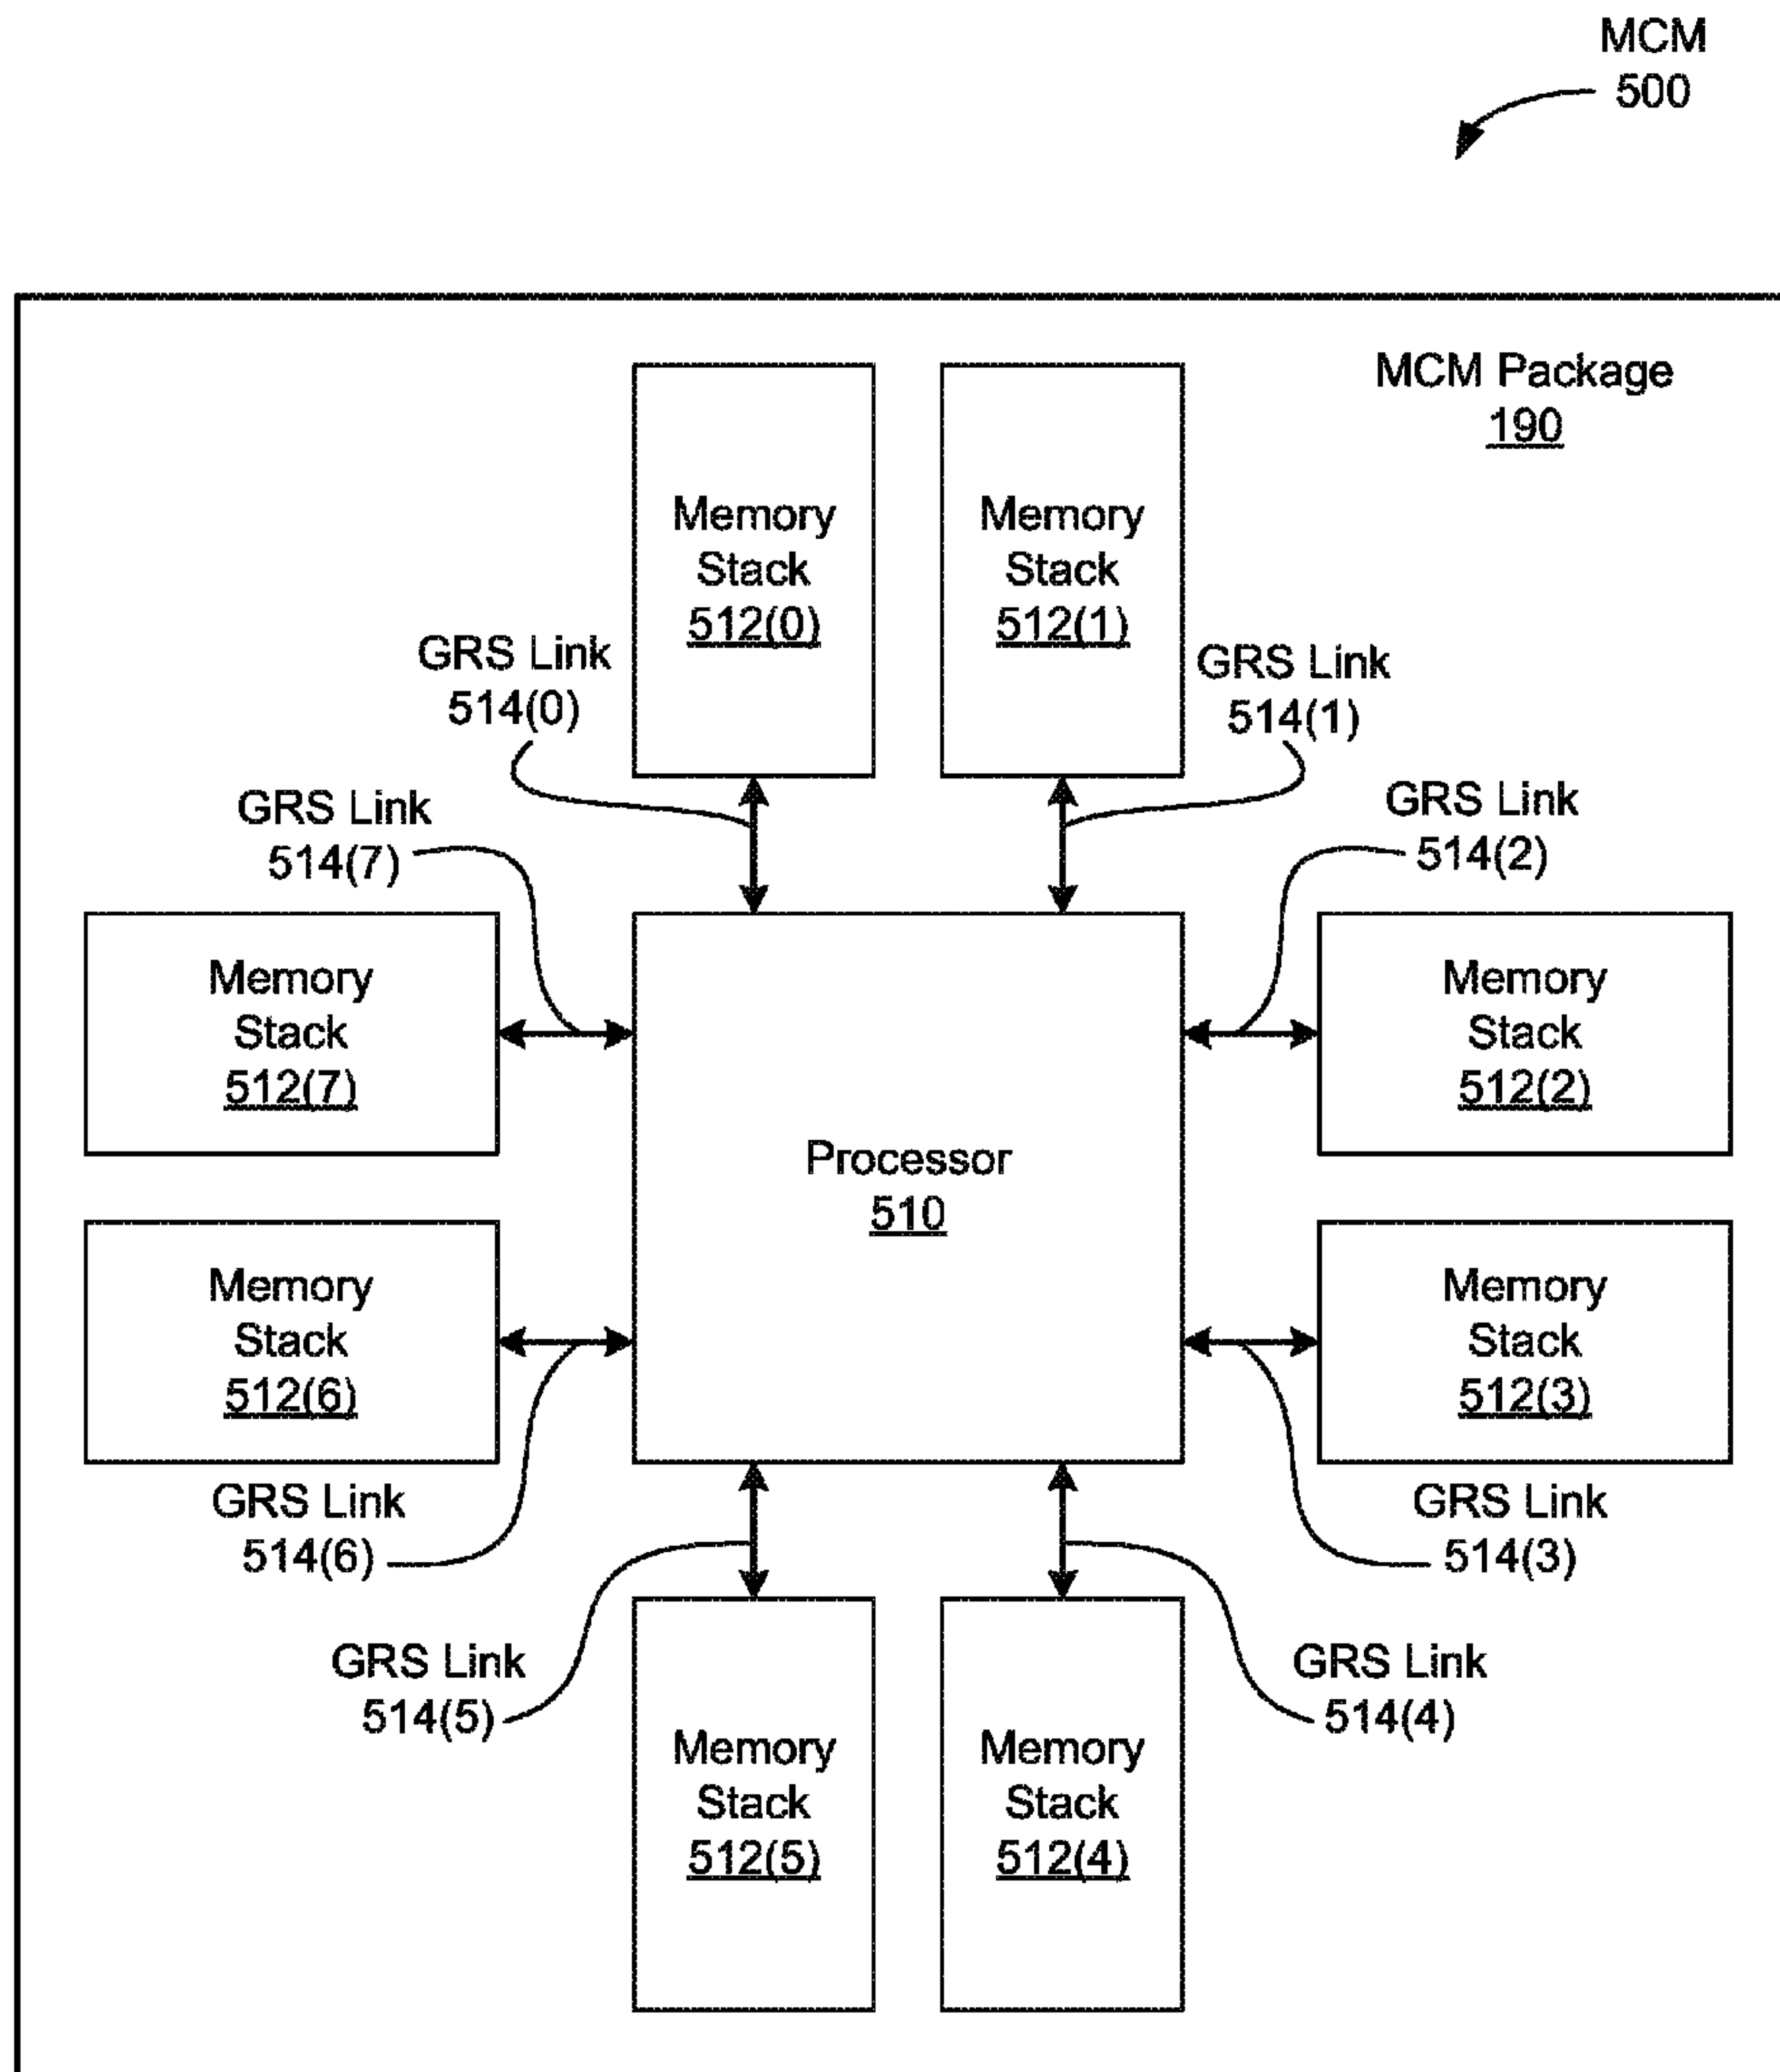 MCM
500
MCM Package
190
Memory
Stack
512(0)
Memory
Stack
512(1)
GRS Link
514(0)
GRS Link
514(1)
GRS Link
514(7)
GRS Link
514(2)
Memory
Stack
512(7)
Memory
Stack
512(2)
Processor
510
Memory
Stack
512(6)
Memory
Stack
512(3)
GRS Link
514(6)
GRS Link
514(3)
GRS Link
514(5)
GRS Link
514(4)
Memory
Stack
512(5)
Memory
Stack
512(4)